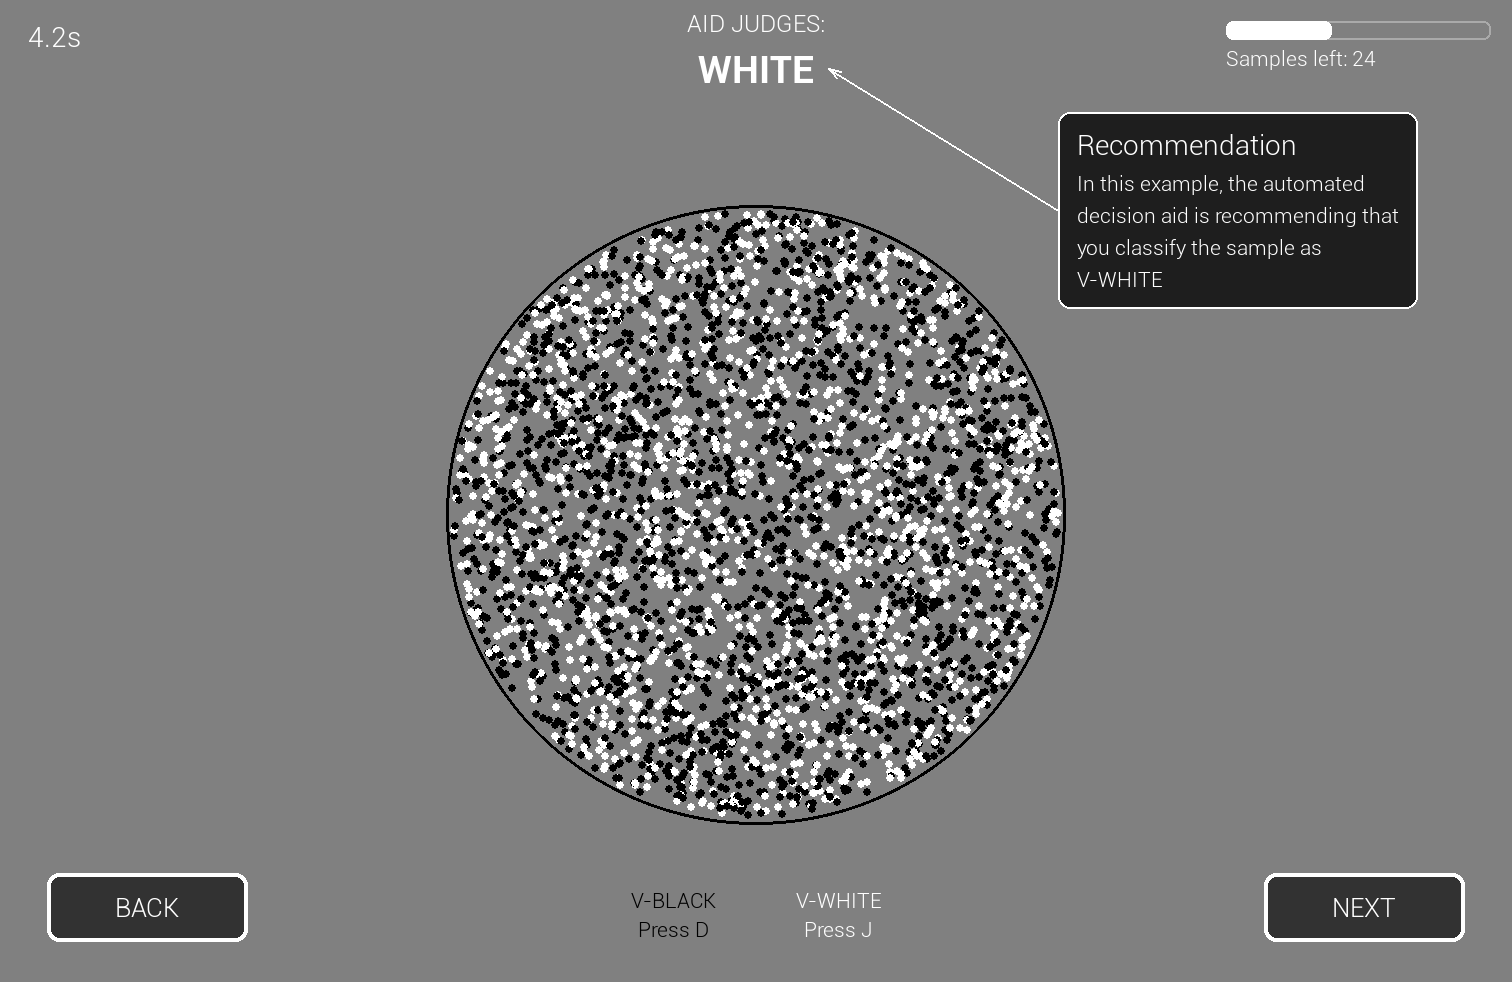 4.2s
AID JUDGES:
WHITE
Samples left: 24
Recommendation
In this example, the automated
decision aid is recommending that
you classify the sample as
V-WHITE
BACK
V-BLACK
Press D
V-WHITE
Press J
NEXT